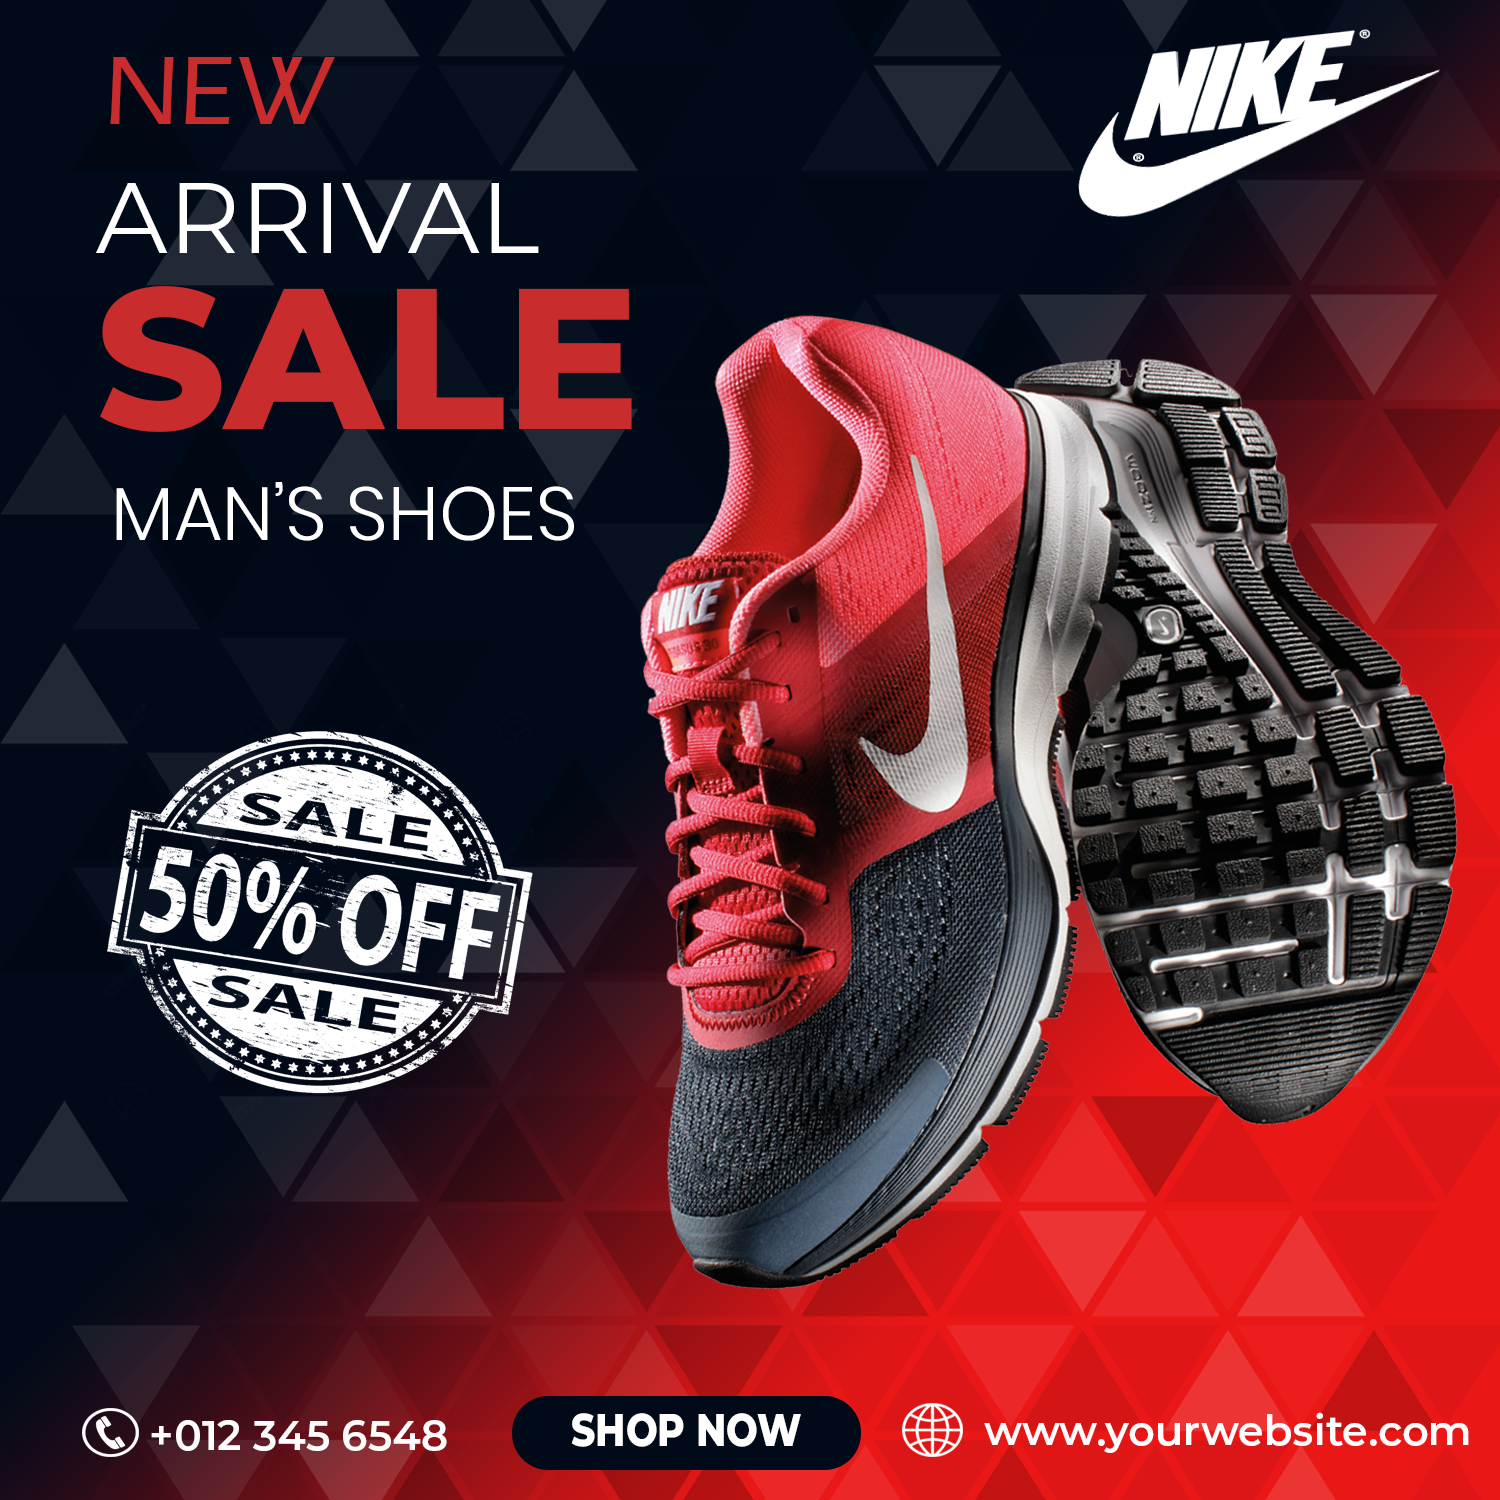 NEW
NIKE
ARRIVAL
SALE
MAN'S SHOES
NIKE
SALE
50% OFF
SALE
+012 345 6548
SHOP NOW
www.yourwebsite.com